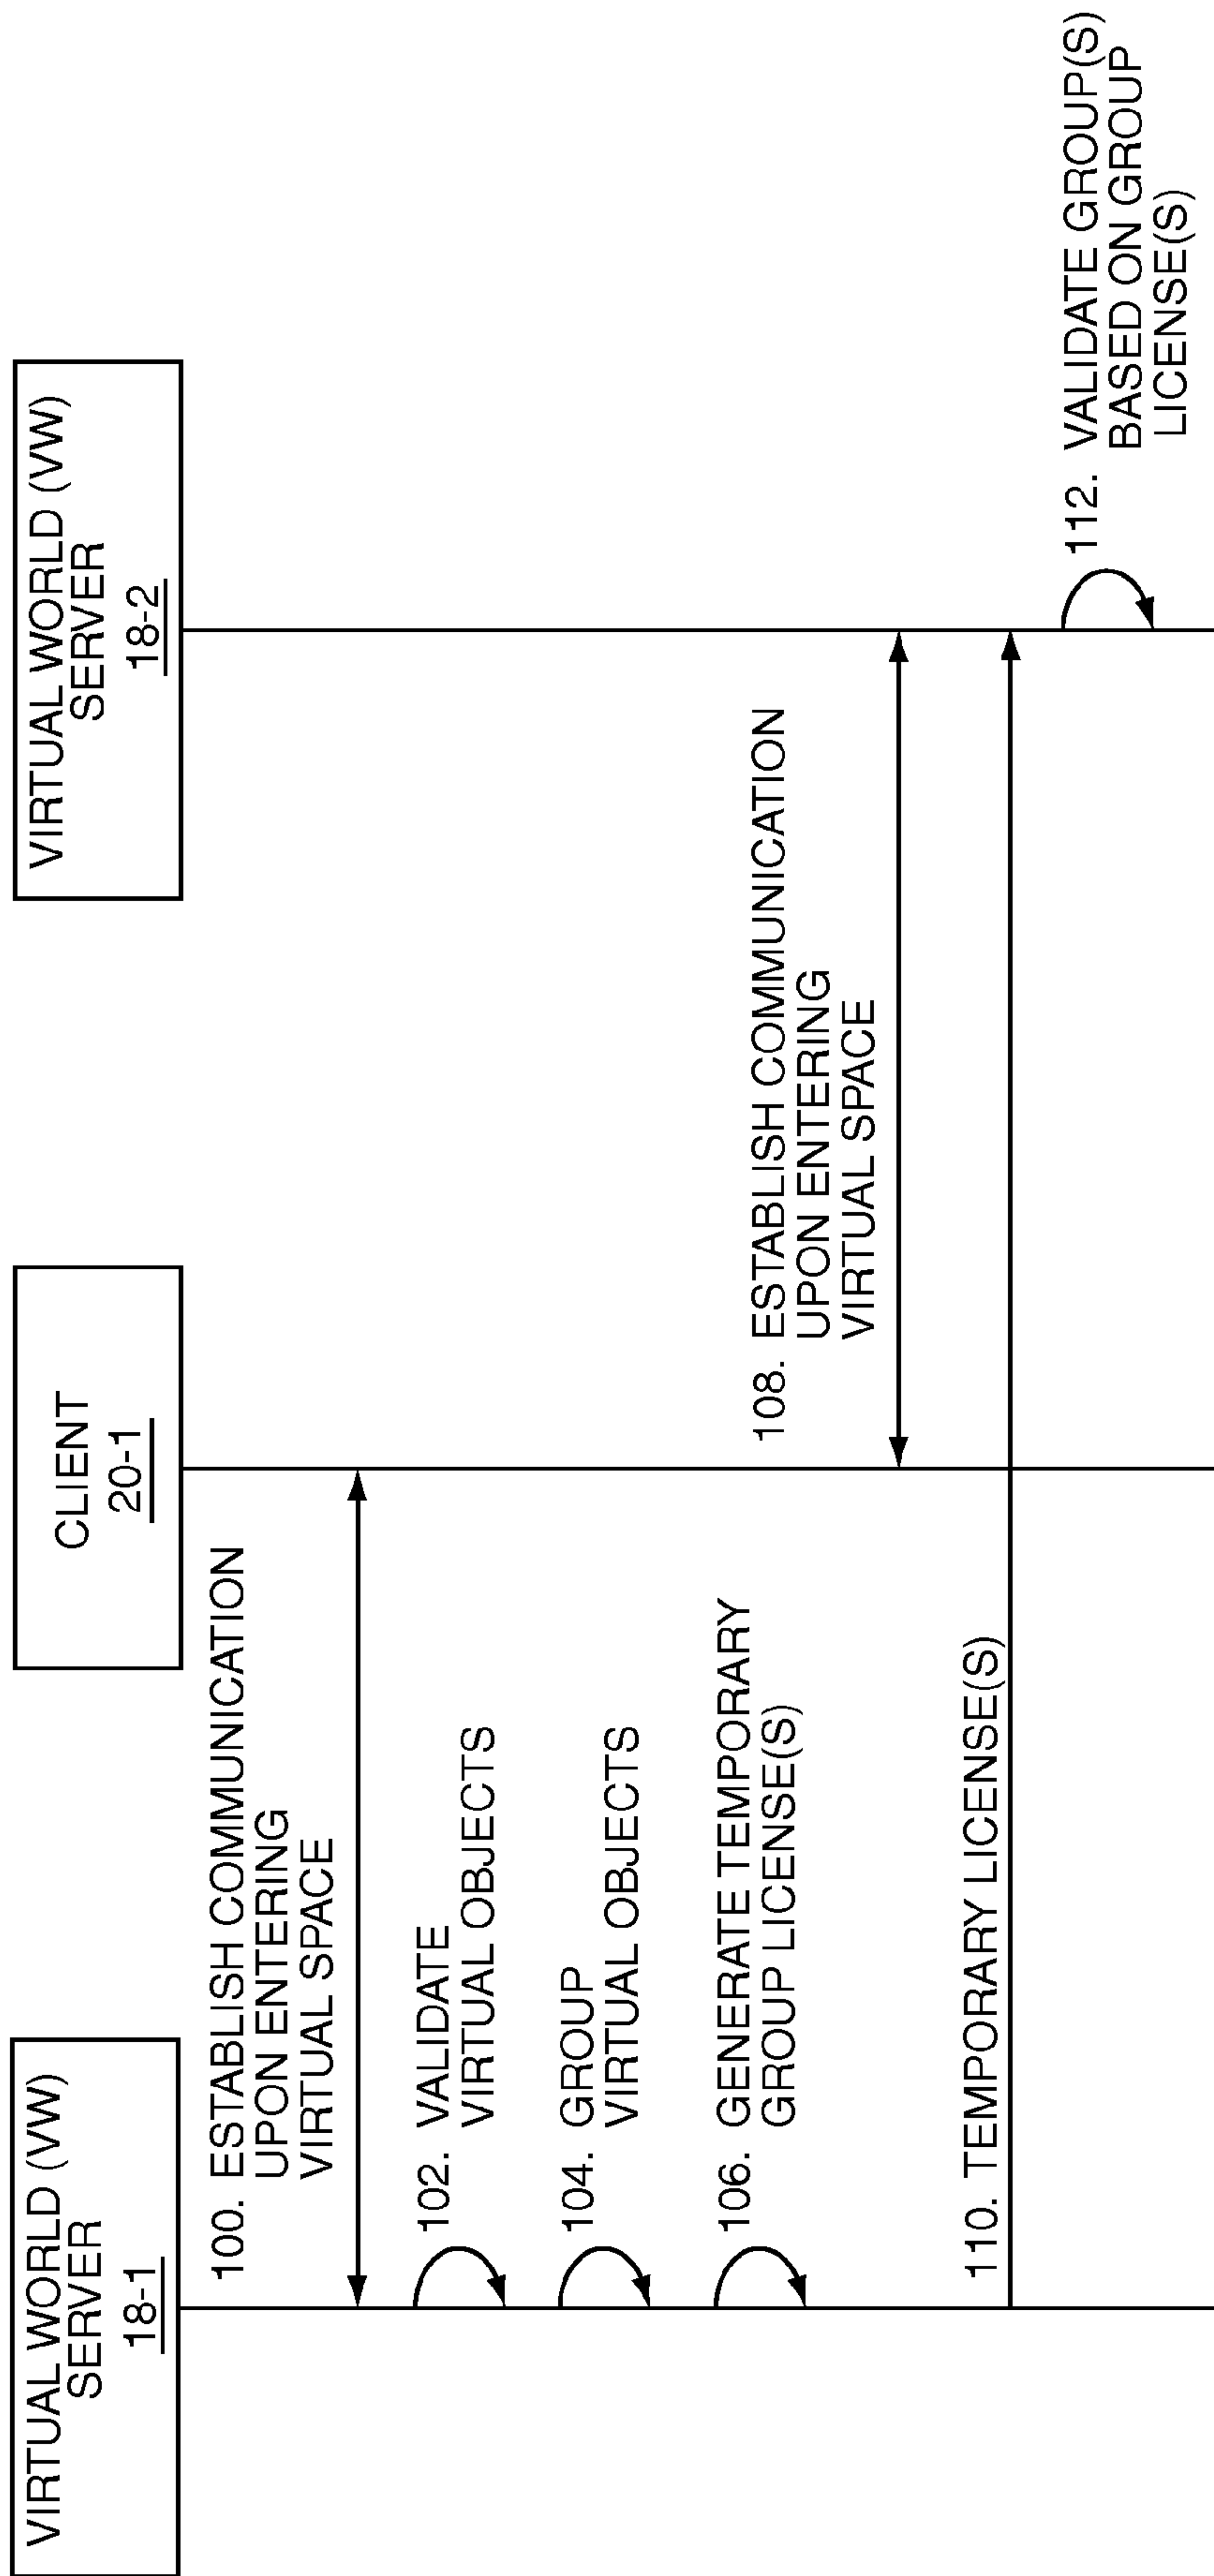 VIRTUAL WORLD (VW)
SERVER
18-1
CLIENT
20-1
VIRTUAL WORLD (VW)
SERVER
18-2
100. ESTABLISH COMMUNICATION
UPON ENTERING
VIRTUAL SPACE
102. VALIDATE
VIRTUAL OBJECTS
104. GROUP
VIRTUAL OBJECTS
106. GENERATE TEMPORARY
GROUP LICENSE(S)
108. ESTABLISH COMMUNICATION
UPON ENTERING
VIRTUAL SPACE
110. TEMPORARY LICENSE(S)
112. VALIDATE GROUP(S)
BASED ON GROUP
LICENSE(S)